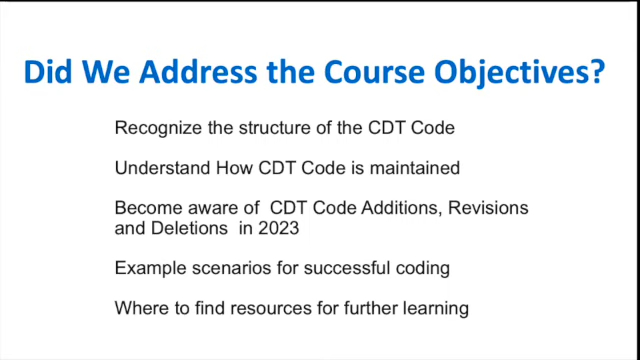 Did We Address the Course Objectives?
Recognize the structure of the CDT Code
Understand How CDT Code is maintained
Become aware of CDT Code Additions, Revisions
and Deletions in 2023
Example scenarios for successful coding
Where to find resources for further learning